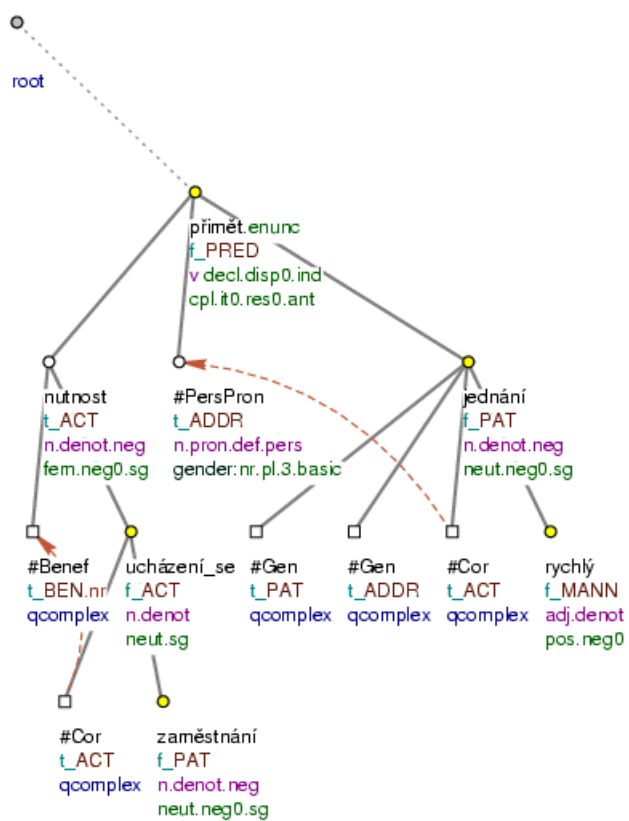 root
přimět.enunc
f_PRED
v decl.disp0.ind
cpl.it0.res0.ant
nutnost
t_ACT
n.denot.neg
fem.neg0.sg
#PersPron
t_ADDR
n.pron.def.pers
gender:nr.pl.3.basic
jednání
f_PAT
n.denot.neg
neut.neg0.sg
#Benef
t_BEN.nr
qcomplex
ucházení_se
f_ACT
n.denot
neut.sg
#Gen
t_PAT
qcomplex
#Gen
t_ADDR
qcomplex
#Cor
t_ACT
qcomplex
rychlý
f_MANN
adj.denot
pos.neg0
#Cor
t_ACT
qcomplex
zaměstnání
f_PAT
n.denot.neg
neut.neg0.sg